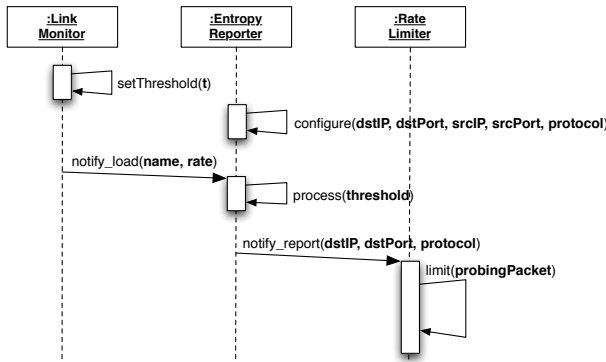 :Link
Monitor
:Entropy
Reporter
:Rate
Limiter
setThreshold(t)
configure(dstIP, dstPort, srcIP, srcPort, protocol)
notify_load(name, rate)
process(threshold)
notify_report(dstIP, dstPort, protocol)
limit(probingPacket)